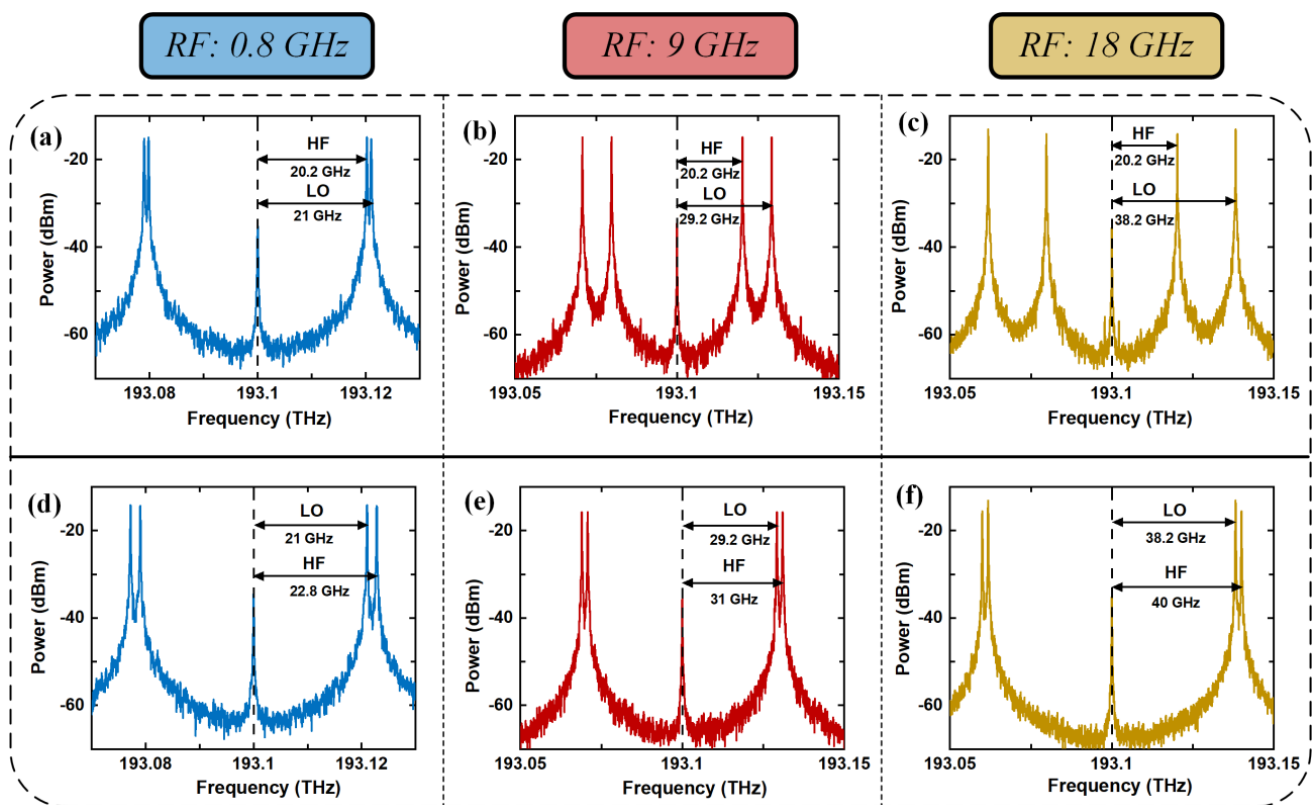 RF: 0.8 GHz
RF: 9 GHz
RF: 18 GHz
(a)
HF
20.2 GHz
LO
21 GHz
-20
-40
-60
Power (dBm)
193.08
193.1
193.12
Frequency (THz)
(b)
HF
20.2 GHz
LO
29.2 GHz
-20
-40
-60
Power (dBm)
193.05
193.1
193.15
Frequency (THz)
(c)
HF
20.2 GHz
LO
38.2 GHz
-20
-40
-60
Power (dBm)
193.05
193.1
193.15
Frequency (THz)
(d)
LO
21 GHz
HF
22.8 GHz
-20
-40
-60
Power (dBm)
193.08
193.1
193.12
Frequency (THz)
(e)
LO
29.2 GHz
HF
31 GHz
-20
-40
-60
Power (dBm)
193.05
193.1
193.15
Frequency (THz)
(f)
LO
38.2 GHz
HF
40 GHz
-20
-40
-60
Power (dBm)
193.05
193.1
193.15
Frequency (THz)